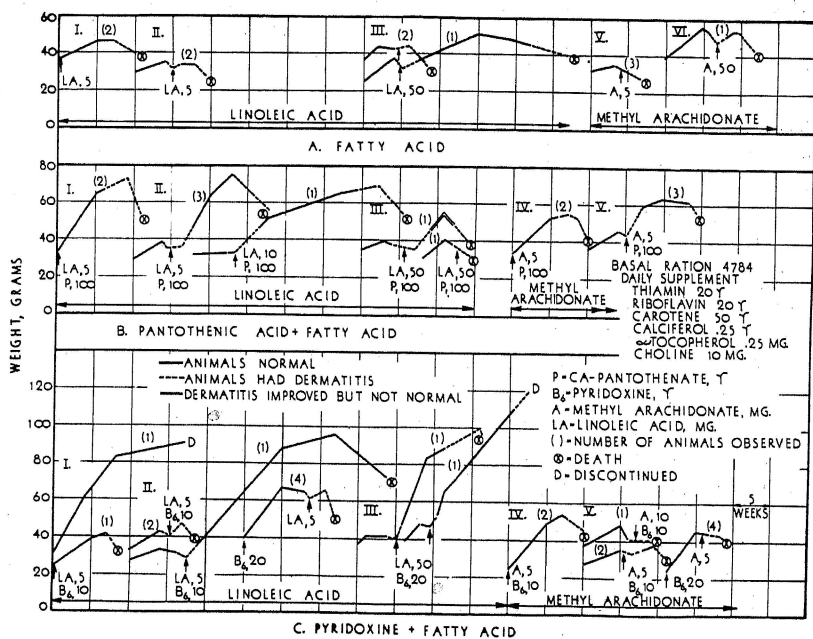 WEIGHT, GRAMS
60
40
20
0
I.
(2)
II.
(2)
III.
(2)
(1)
V.
(3)
VI.
(1)
LA, 5
LA, 5
LA, 50
A, 5
A, 50
LINOLEIC ACID
METHYL ARACHIDONATE
A. FATTY ACID
80
60
40
20
0
I.
(2)
II.
(3)
(1)
III.
(1)
(1)
IV.
(2)
V.
(3)
LA, 5
P, 100
LA, 5
P, 100
LA, 10
P, 100
LA, 50
P, 100
LA, 50
P, 100
A, 5
P, 100
A, 5
P, 100
LINOLEIC ACID
METHYL
ARACHIDONATE
B. PANTOTHENIC ACID + FATTY ACID
BASAL RATION 4784
DAILY SUPPLEMENT
THIAMIN 20 γ
RIBOFLAVIN 20 γ
CAROTENE 50 γ
CALCIFEROL .25 γ
∝TOCOPHEROL .25 MG.
CHOLINE 10 MG.
P = CA-PANTOTHENATE, γ
B6 = PYRIDOXINE, γ
A = METHYL ARACHIDONATE, MG.
LA = LINOLEIC ACID, MG.
( ) = NUMBER OF ANIMALS OBSERVED
⊗ = DEATH
D = DISCONTINUED
ANIMALS NORMAL
ANIMALS HAD DERMATITIS
DERMATITIS IMPROVED BUT NOT NORMAL
120
100
80
60
40
20
0
I.
(1)
D
(1)
II.
LA, 5
B6, 10
(2)
(1)
(4)
LA, 5
III.
(1)
(1)
D
IV.
(2)
V.
(1)
A, 10
B6, 10
(2)
(4)
5
WEEKS
LA, 5
B6, 10
LA, 5
B6, 10
B6, 20
LA, 50
B6, 20
A, 5
B6, 10
A, 5
B6, 10
B6, 20
A, 5
LINOLEIC ACID
METHYL ARACHIDONATE
C. PYRIDOXINE + FATTY ACID